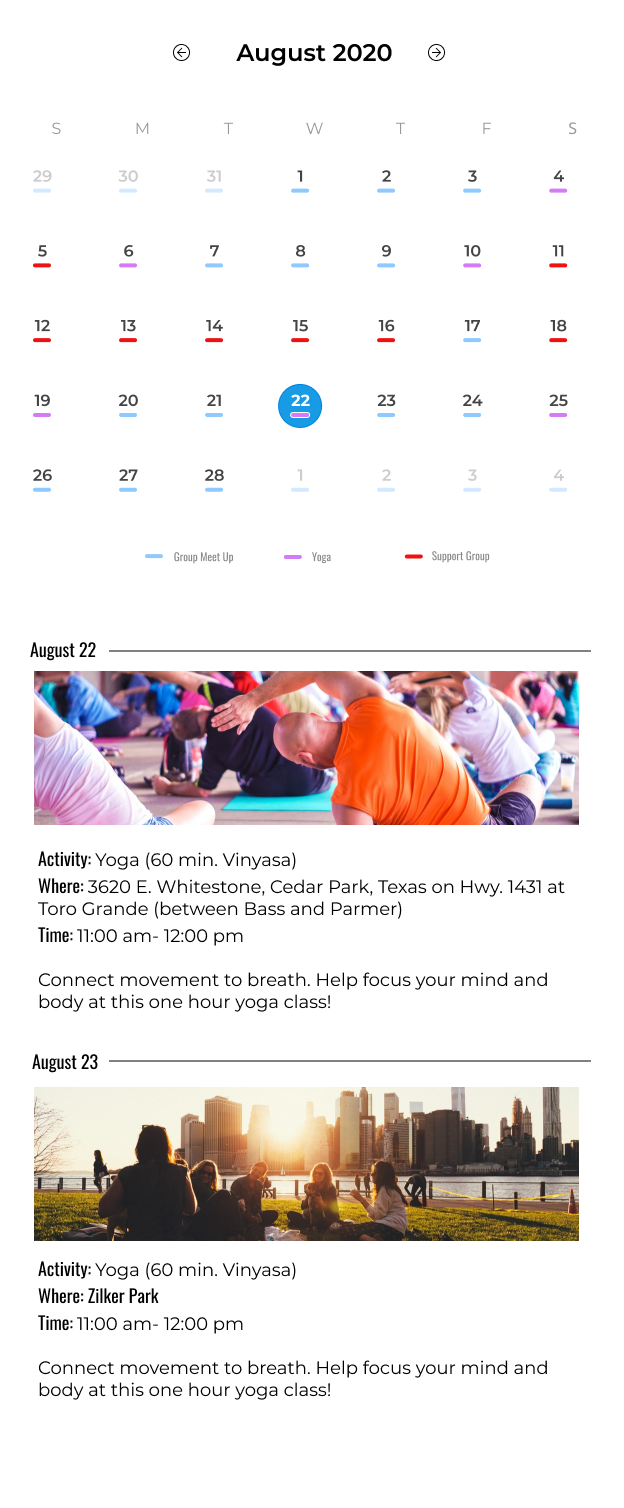 August 2020
S M T W T F S
29 30 31 1 2 3 4
5 6 7 8 9 10 11
12 13 14 15 16 17 18
19 20 21 22 23 24 25
26 27 28 1 2 3 4
Group Meet Up Yoga Support Group
August 22
Activity: Yoga (60 min. Vinyasa)
Where: 3620 E. Whitestone, Cedar Park, Texas on Hwy. 1431 at
Toro Grande (between Bass and Parmer)
Time: 11:00 am- 12:00 pm
Connect movement to breath. Help focus your mind and
body at this one hour yoga class!
August 23
Activity: Yoga (60 min. Vinyasa)
Where: Zilker Park
Time: 11:00 am- 12:00 pm
Connect movement to breath. Help focus your mind and
body at this one hour yoga class!